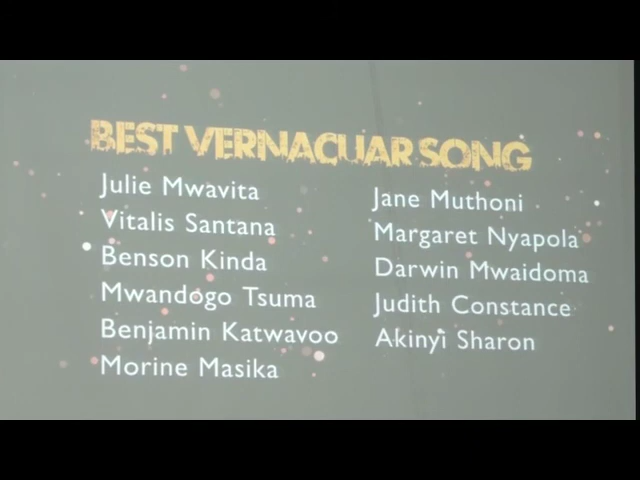 BEST VERNACUAR SONG
Julie Mwavita
Vitalis Santana
Benson Kinda
Mwandogo Tsuma
Benjamin Katwavoo
Morine Masika
Jane Muthoni
Margaret Nyapola
Darwin Mwaidoma
Judith Constance
Akinyi Sharon